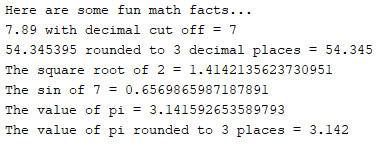 Here are some fun math facts...
7.89 with decimal cut off = 7
54.345395 rounded to 3 decimal places = 54.345
The square root of 2 = 1.4142135623730951
The sin of 7 = 0.6569865987187891
The value of pi = 3.141592653589793
The value of pi rounded to 3 places = 3.142